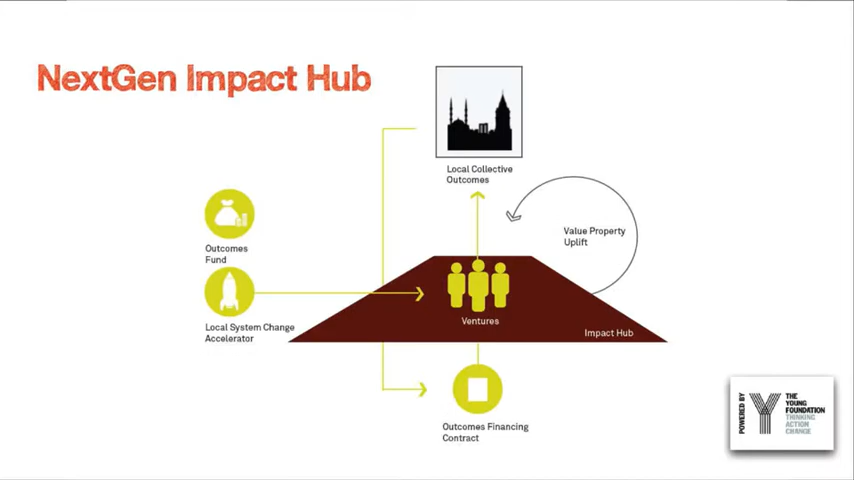 NextGen Impact Hub
Local Collective
Outcomes
Outcomes
Fund
Value Property
Uplift
Local System Change
Accelerator
Ventures
Impact Hub
Outcomes Financing
Contract
POWERED BY
THE
YOUNG
FOUNDATION
THINKING
ACTION
CHANGE